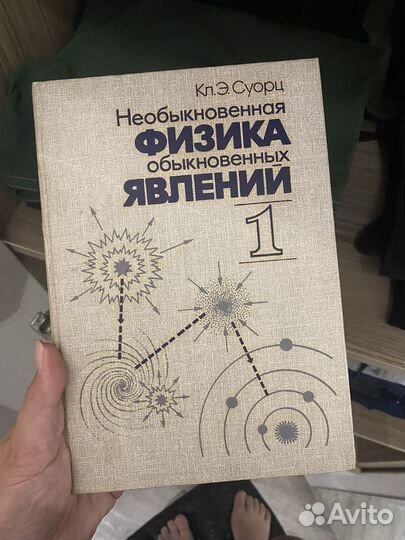 Кл.Э.Суорц
Необыкновенная
ФИЗИКА
обыкновенных
ЯВЛЕНИЙ
1
Avito